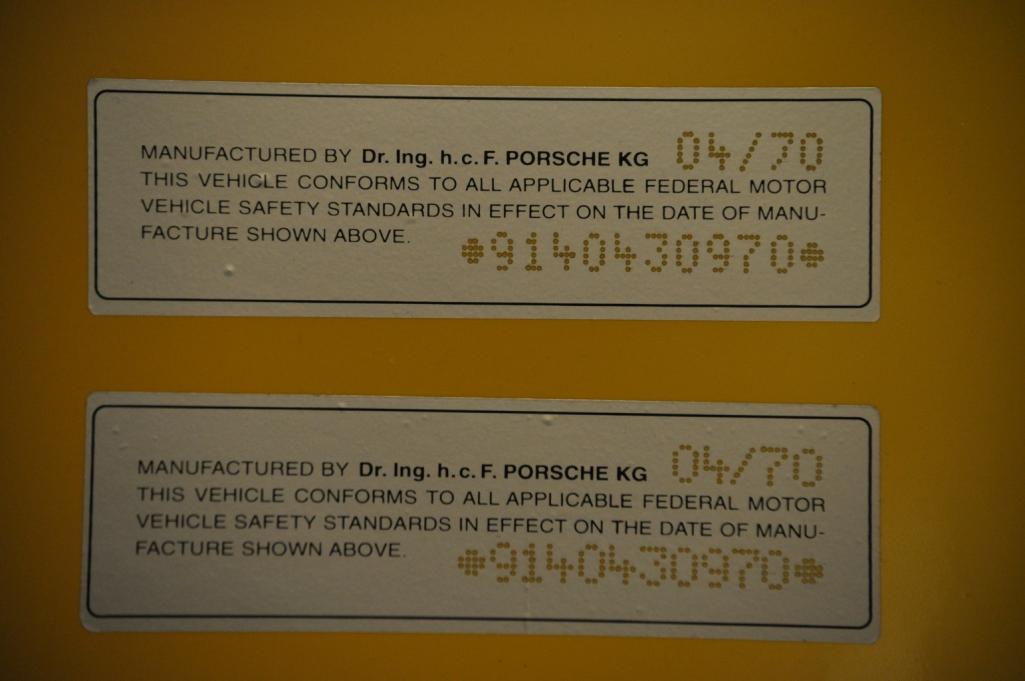 MANUFACTURED BY Dr. Ing. h. c. F. PORSCHE KG 04/70
THIS VEHICLE CONFORMS TO ALL APPLICABLE FEDERAL MOTOR
VEHICLE SAFETY STANDARDS IN EFFECT ON THE DATE OF MANU-
FACTURE SHOWN ABOVE. *9140430970*
MANUFACTURED BY Dr. Ing. h. c. F. PORSCHE KG 04/70
THIS VEHICLE CONFORMS TO ALL APPLICABLE FEDERAL MOTOR
VEHICLE SAFETY STANDARDS IN EFFECT ON THE DATE OF MANU-
FACTURE SHOWN ABOVE. *9140430970*